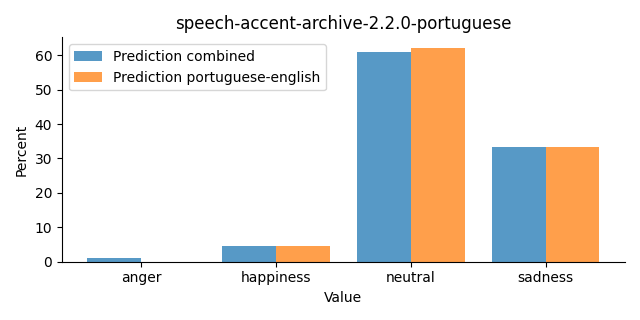 speech-accent-archive-2.2.0-portuguese
Prediction combined
Prediction portuguese-english
Percent
60
50
40
30
20
10
0
anger happiness neutral sadness
Value